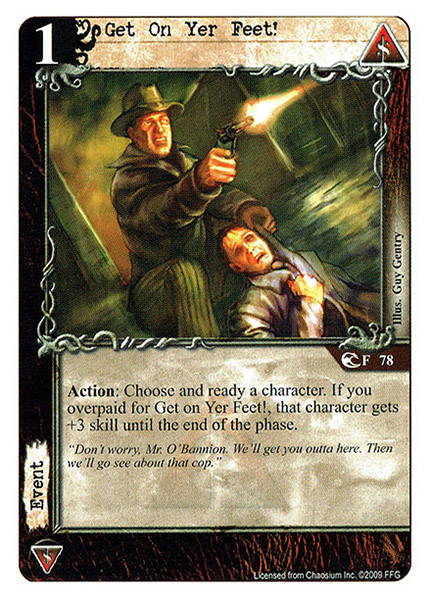 1
Get On Yer Feet!
Illus. Guy Gentry
F 78
Action: Choose and ready a character. If you
overpaid for Get on Yer Feet!, that character gets
+3 skill until the end of the phase.
“Don’t worry, Mr. O’Bannion. We’ll get you outta here. Then
we’ll go see about that cop.”
Event
Licensed from Chaosium Inc. ©2009 FFG